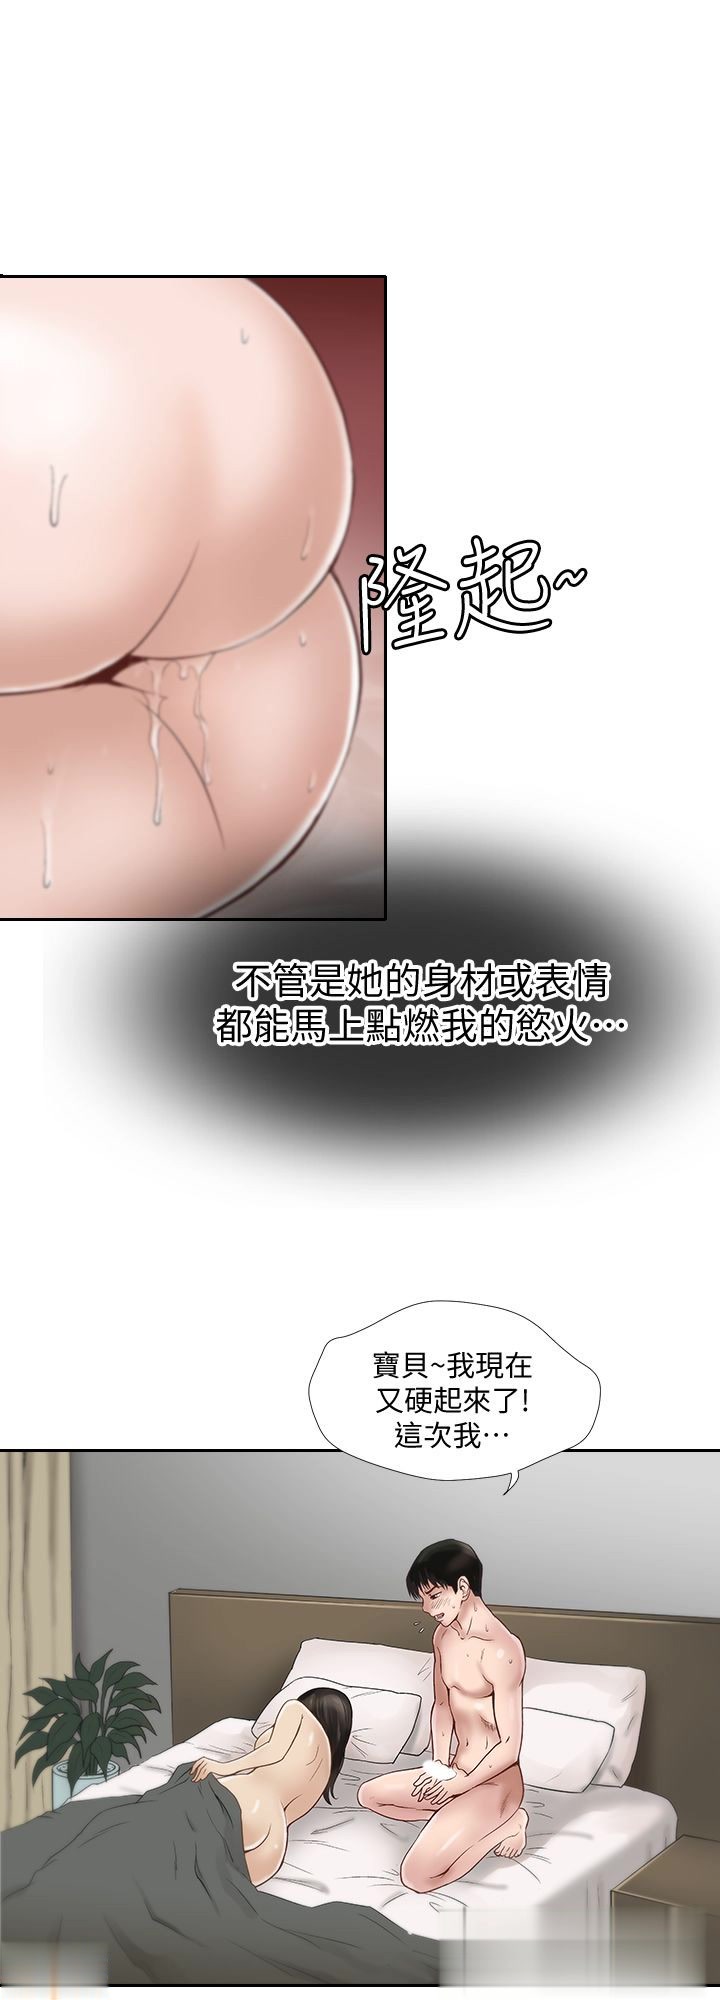 隆起~
不管是她的身材或表情
都能馬上點燃我的慾火⋯
寶貝~我現在
又硬起來了!
這次我⋯